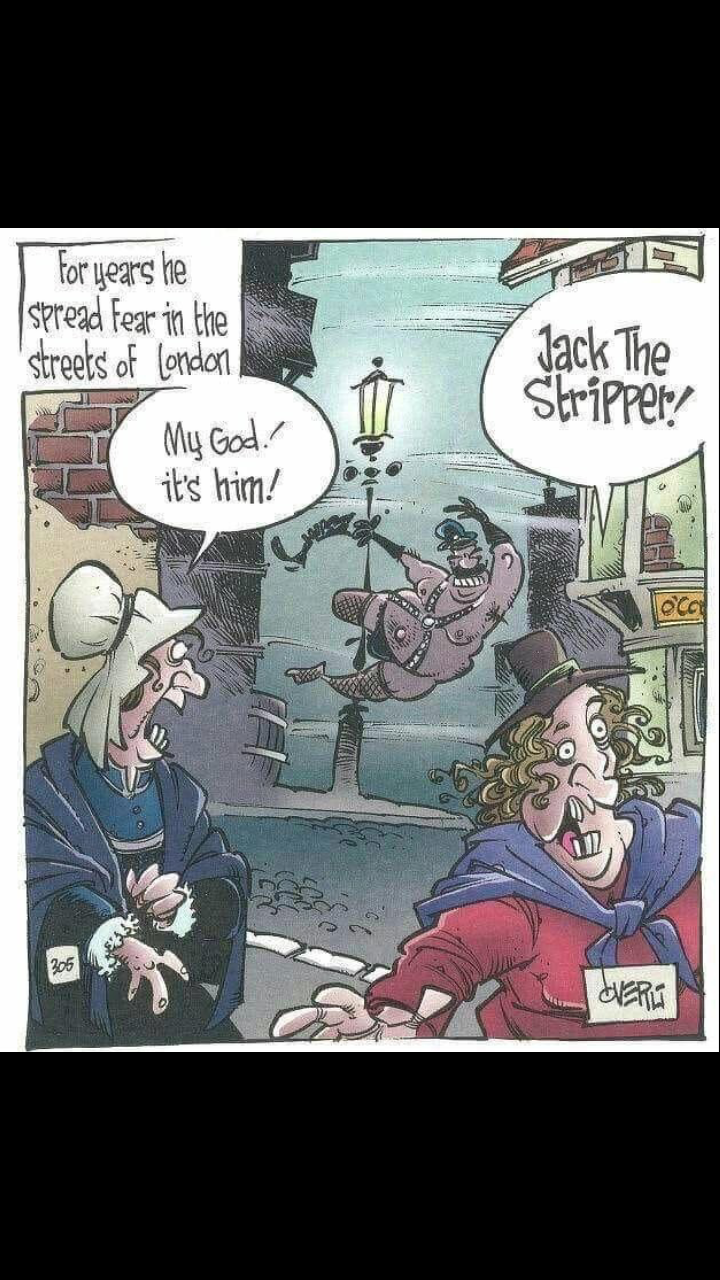 For years he
spread Fear in the
streets of London
My God!
it's him!
Jack The
Stripper!
O'CC
305
OVERLI